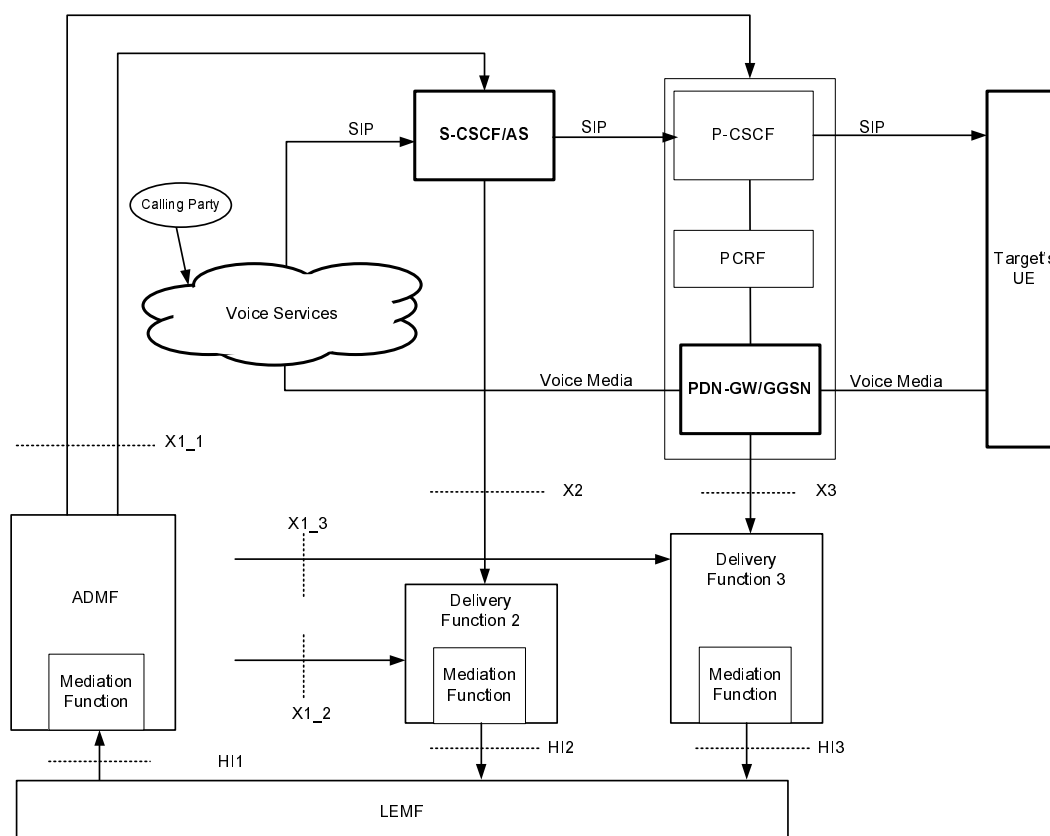 SIP
S-CSCF/AS
SIP
P-CSCF
SIP
Calling Party
PCRF
Target's
UE
Voice Services
Voice Media
PDN-GW/GGSN
Voice Media
X1_1
X2
X3
X1_3
ADMF
Delivery
Function 2
Delivery
Function 3
Mediation
Function
Mediation
Function
Mediation
Function
X1_2
HI1
HI2
HI3
LEMF